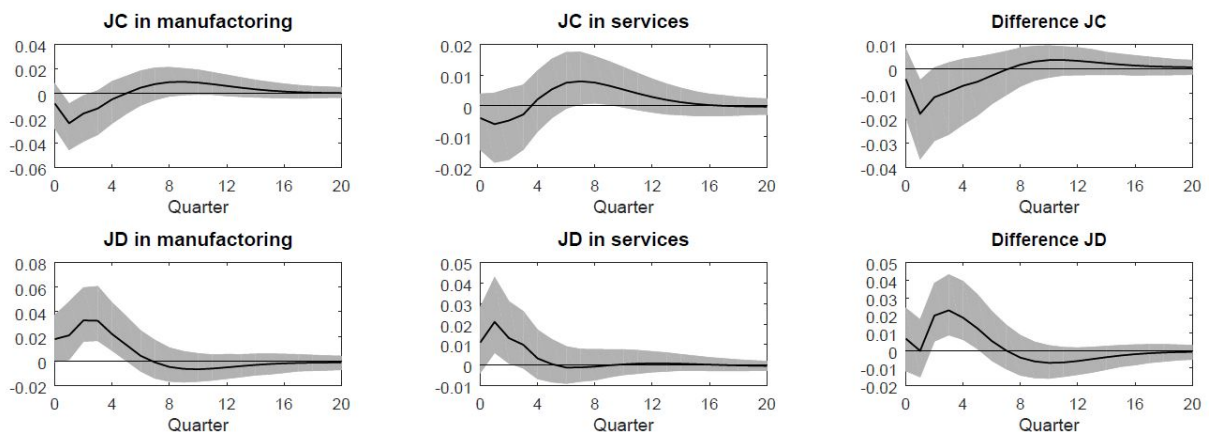 JC in manufactoring
0.04
0.02
0
-0.02
-0.04
-0.06
0 4 8 12 16 20
Quarter
JC in services
0.02
0.01
0
-0.01
-0.02
0 4 8 12 16 20
Quarter
Difference JC
0.01
0
-0.01
-0.02
-0.03
-0.04
0 4 8 12 16 20
Quarter
JD in manufactoring
0.08
0.06
0.04
0.02
0
-0.02
0 4 8 12 16 20
Quarter
JD in services
0.05
0.04
0.03
0.02
0.01
0
-0.01
0 4 8 12 16 20
Quarter
Difference JD
0.05
0.04
0.03
0.02
0.01
0
-0.01
-0.02
0 4 8 12 16 20
Quarter